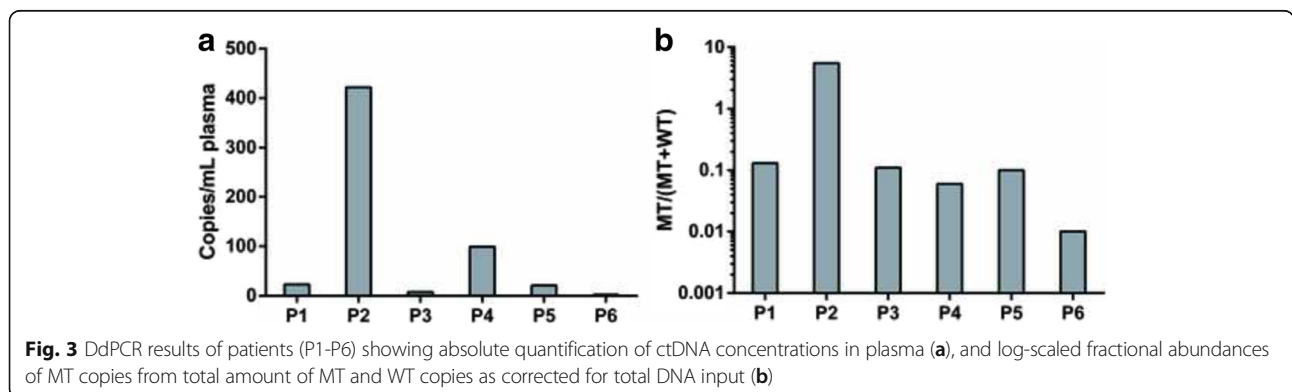 a
500
400
300
200
100
0
Copies/mL plasma
P1 P2 P3 P4 P5 P6
b
10
1
0.1
0.01
0.001
MT/(MT+WT)
P1 P2 P3 P4 P5 P6
Fig. 3 DdPCR results of patients (P1-P6) showing absolute quantification of ctDNA concentrations in plasma (a), and log-scaled fractional abundances
of MT copies from total amount of MT and WT copies as corrected for total DNA input (b)